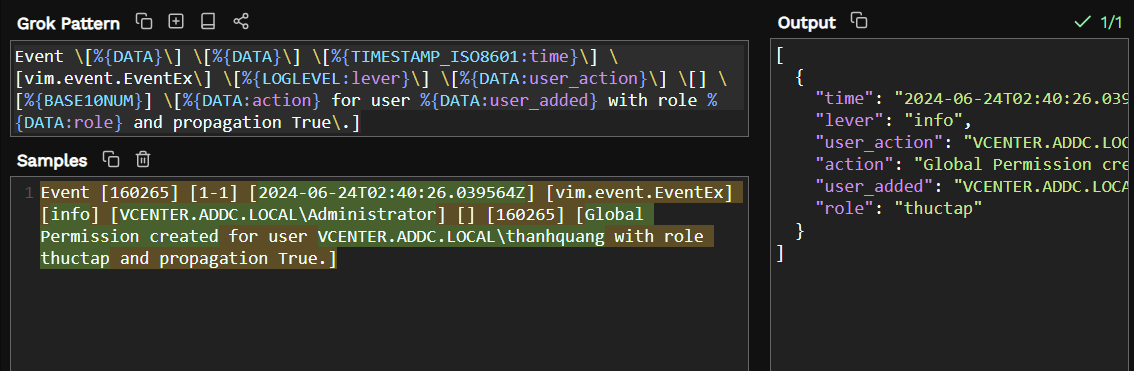 Grok Pattern
Event \[%{DATA}\] \[%{DATA}\] \[%{TIMESTAMP_ISO8601:time}\] \
[vim.event.EventEx\] \[%{LOGLEVEL:lever}\] \[%{DATA:user_action}\] \[] \
[%{BASE10NUM}] \[%{DATA:action} for user %{DATA:user_added} with role %
{DATA:role} and propagation True\.]
Samples
1 Event [160265] [1-1] [2024-06-24T02:40:26.039564Z] [vim.event.EventEx]
[info] [VCENTER.ADDC.LOCAL\Administrator] [] [160265] [Global
Permission created for user VCENTER.ADDC.LOCAL\thanhquang with role
thuctap and propagation True.]
Output 1/1
[
{
"time": "2024-06-24T02:40:26.039
"lever": "info",
"user_action": "VCENTER.ADDC.LOC
"action": "Global Permission cre
"user_added": "VCENTER.ADDC.LOCA
"role": "thuctap"
}
]